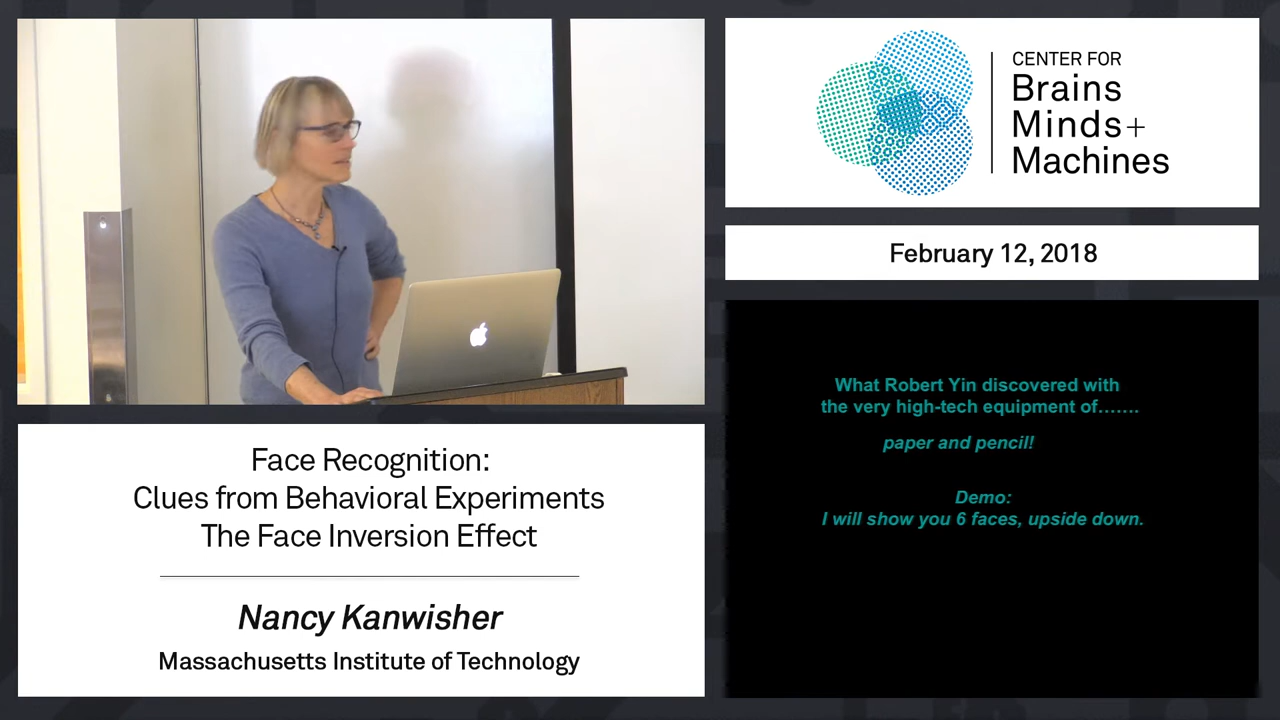 CENTER FOR
Brains
Minds+
Machines
February 12, 2018
What Robert Yin discovered with
the very high-tech equipment of…….
paper and pencil!
Demo:
I will show you 6 faces, upside down.
Face Recognition:
Clues from Behavioral Experiments
The Face Inversion Effect
Nancy Kanwisher
Massachusetts Institute of Technology